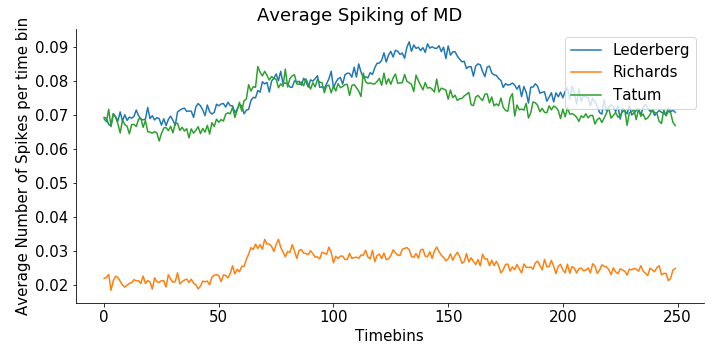 Average Spiking of MD
Average Number of Spikes per time bin
0.09
0.08
0.07
0.06
0.05
0.04
0.03
0.02
Lederberg
Richards
Tatum
0 50 100 150 200 250
Timebins